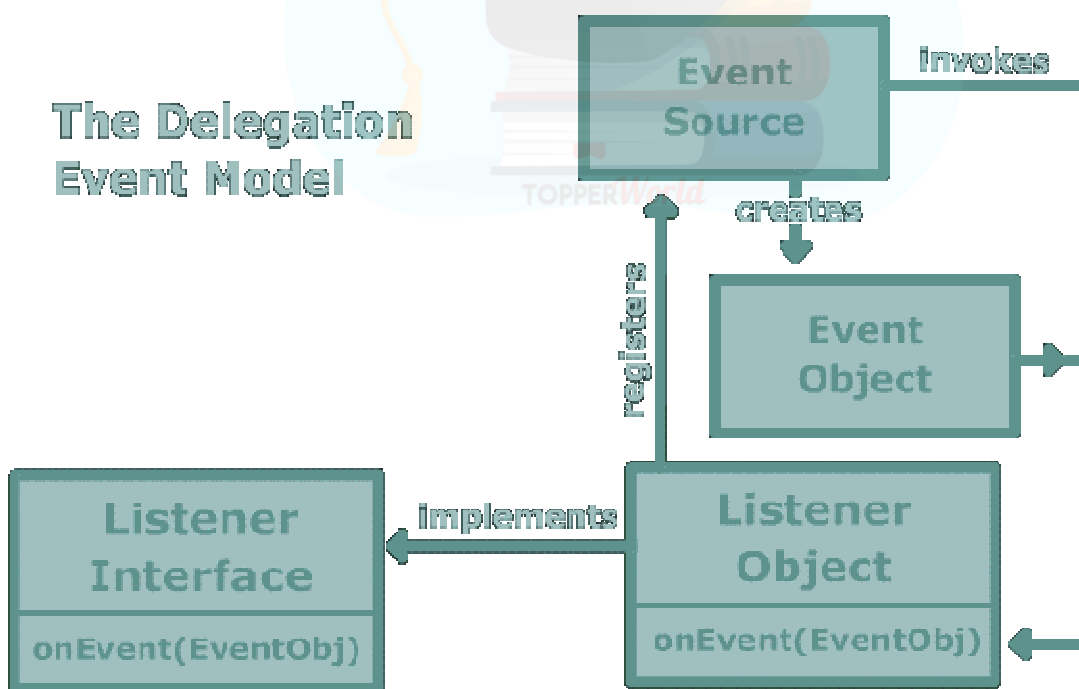 The Delegation
Event Model
Event
Source
invokes
TOPPERWorld
creates
registers
Event
Object
Listener
Interface
onEvent(EventObj)
implements
Listener
Object
onEvent(EventObj)